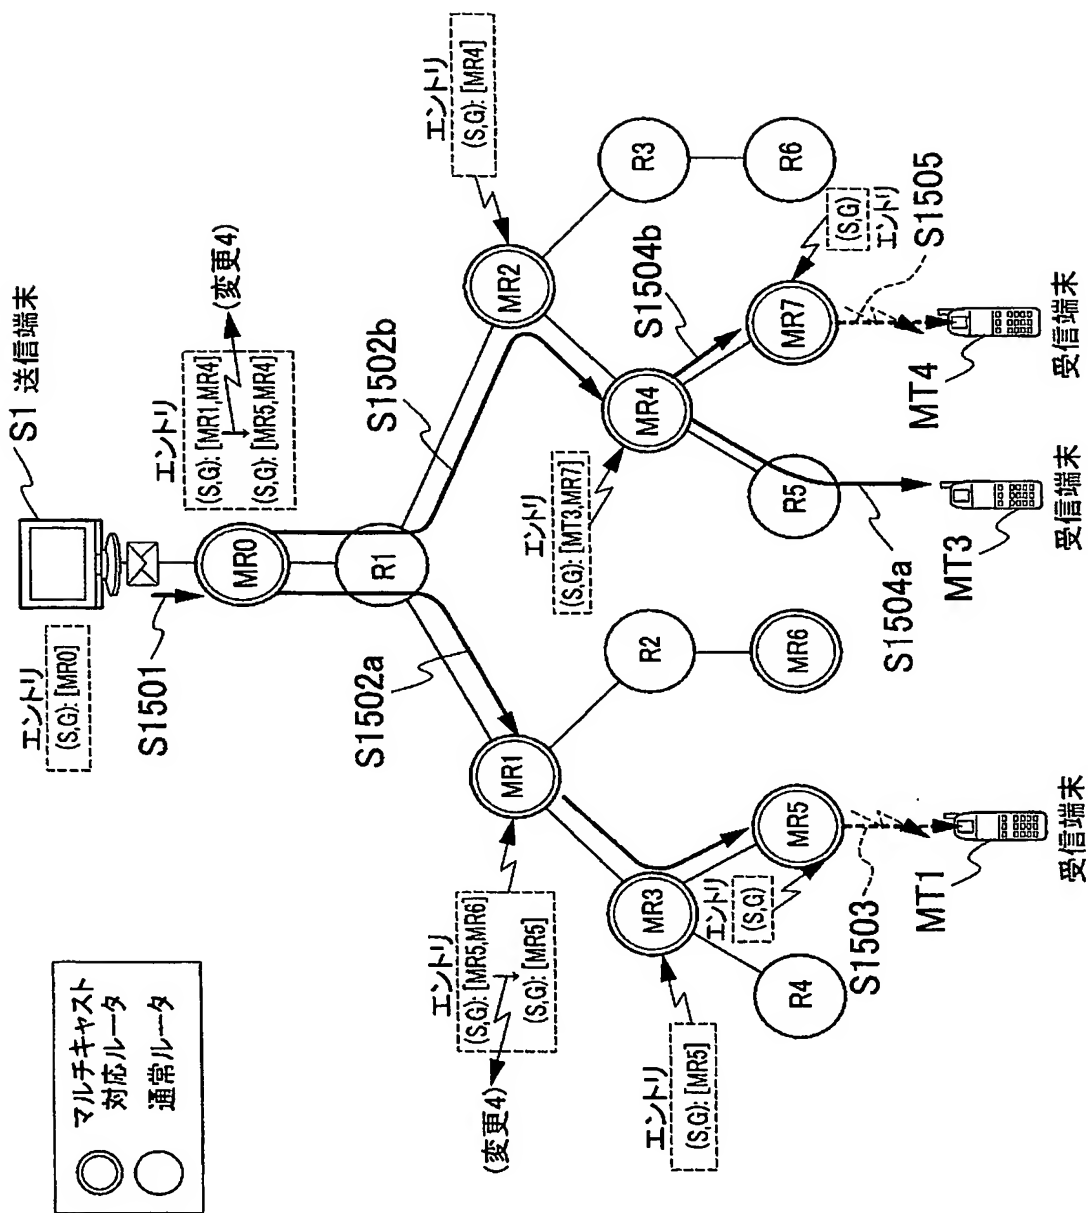 マルチキャスト
対応ルータ
通常ルータ
S1 送信端末
エントリ
(S,G): [MR0]
S1501
MR0
エントリ
(S,G): [MR1,MR4]
(S,G): [MR5,MR4]
(変更4)
R1
S1502a
S1502b
MR1
エントリ
(S,G): [MR5,MR6]
(S,G): [MR5]
(変更4)
MR2
エントリ
(S,G): [MR4]
R2
MR6
R3
R6
MR3
エントリ
(S,G): [MR5]
R4
MR5
エントリ
(S,G)
S1503
MT1
受信端末
MR4
エントリ
(S,G): [MT3,MR7]
R5
S1504a
MT3
受信端末
S1504b
MR7
(S,G)
エントリ
S1505
MT4
受信端末